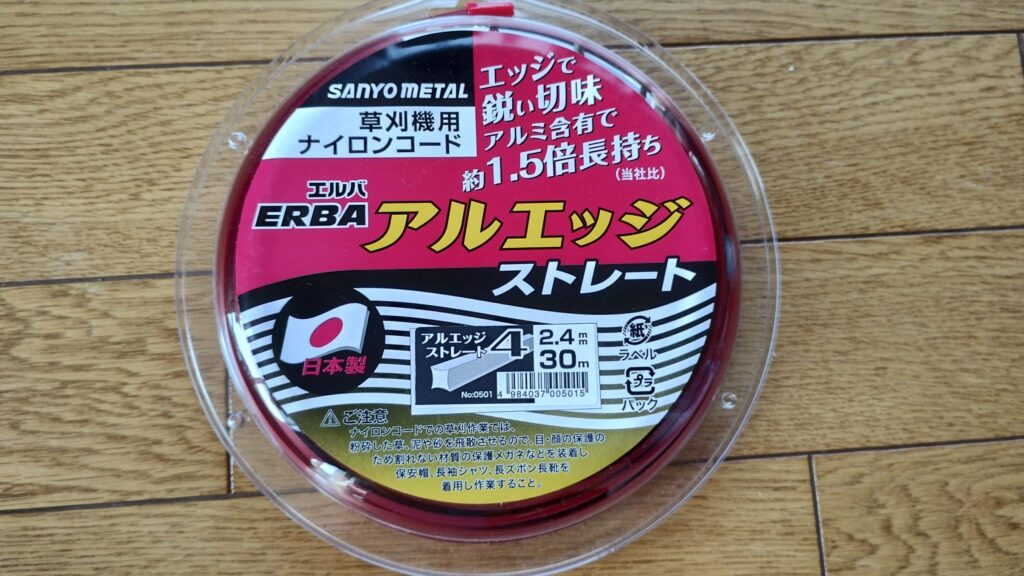 SANYO METAL
草刈機用
ナイロンコード
エッジで
鋭い切味
アルミ含有で
約1.5倍長持ち
(当社比)
エルバ
ERBA
アルエッジ
ストレート
日本製
アルエッジ
ストレート4
2.4mm
30m
No:0501
4 984037 005015
紙
ラベル
プラ
パック
ご注意
ナイロンコードでの草刈作業では、
粉砕した草、泥や砂を飛散させるので、目・顔の保護の
ため割れない材質の保護メガネなどを装着し
保安帽、長袖シャツ、長ズボン長靴を
着用し作業すること。